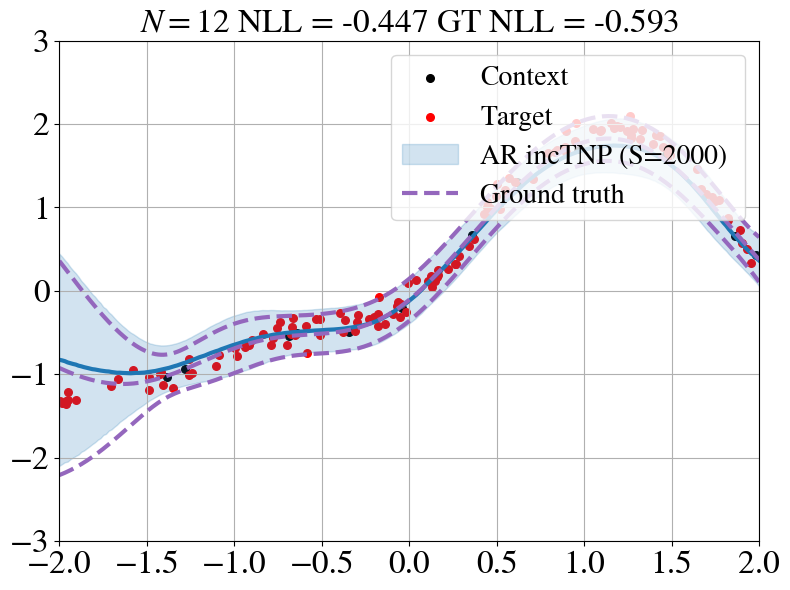 N = 12 NLL = -0.447 GT NLL = -0.593
3
2
1
0
−1
−2
−3
Context
Target
AR incTNP (S=2000)
Ground truth
−2.0 −1.5 −1.0 −0.5 0.0 0.5 1.0 1.5 2.0